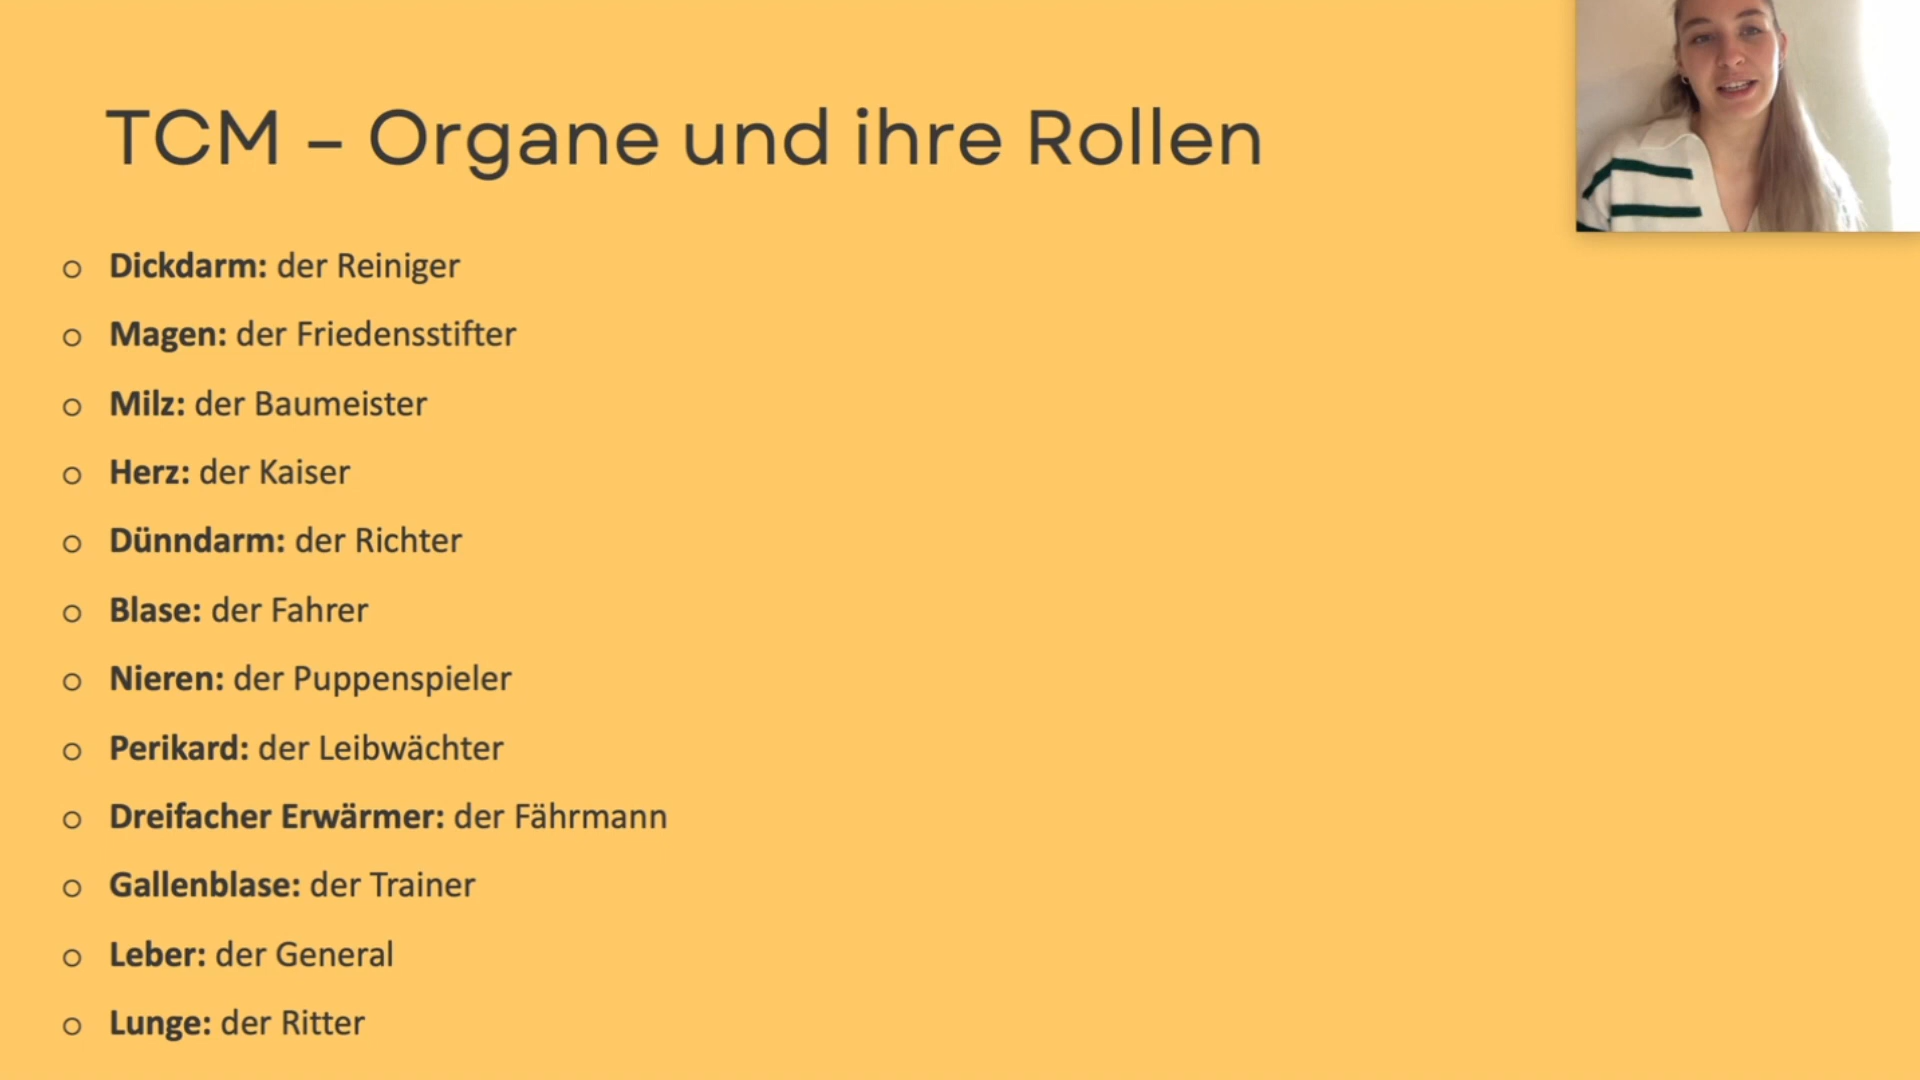 TCM – Organe und ihre Rollen
Dickdarm: der Reiniger
Magen: der Friedensstifter
Milz: der Baumeister
Herz: der Kaiser
Dünndarm: der Richter
Blase: der Fahrer
Nieren: der Puppenspieler
Perikard: der Leibwächter
Dreifacher Erwärmer: der Fährmann
Gallenblase: der Trainer
Leber: der General
Lunge: der Ritter